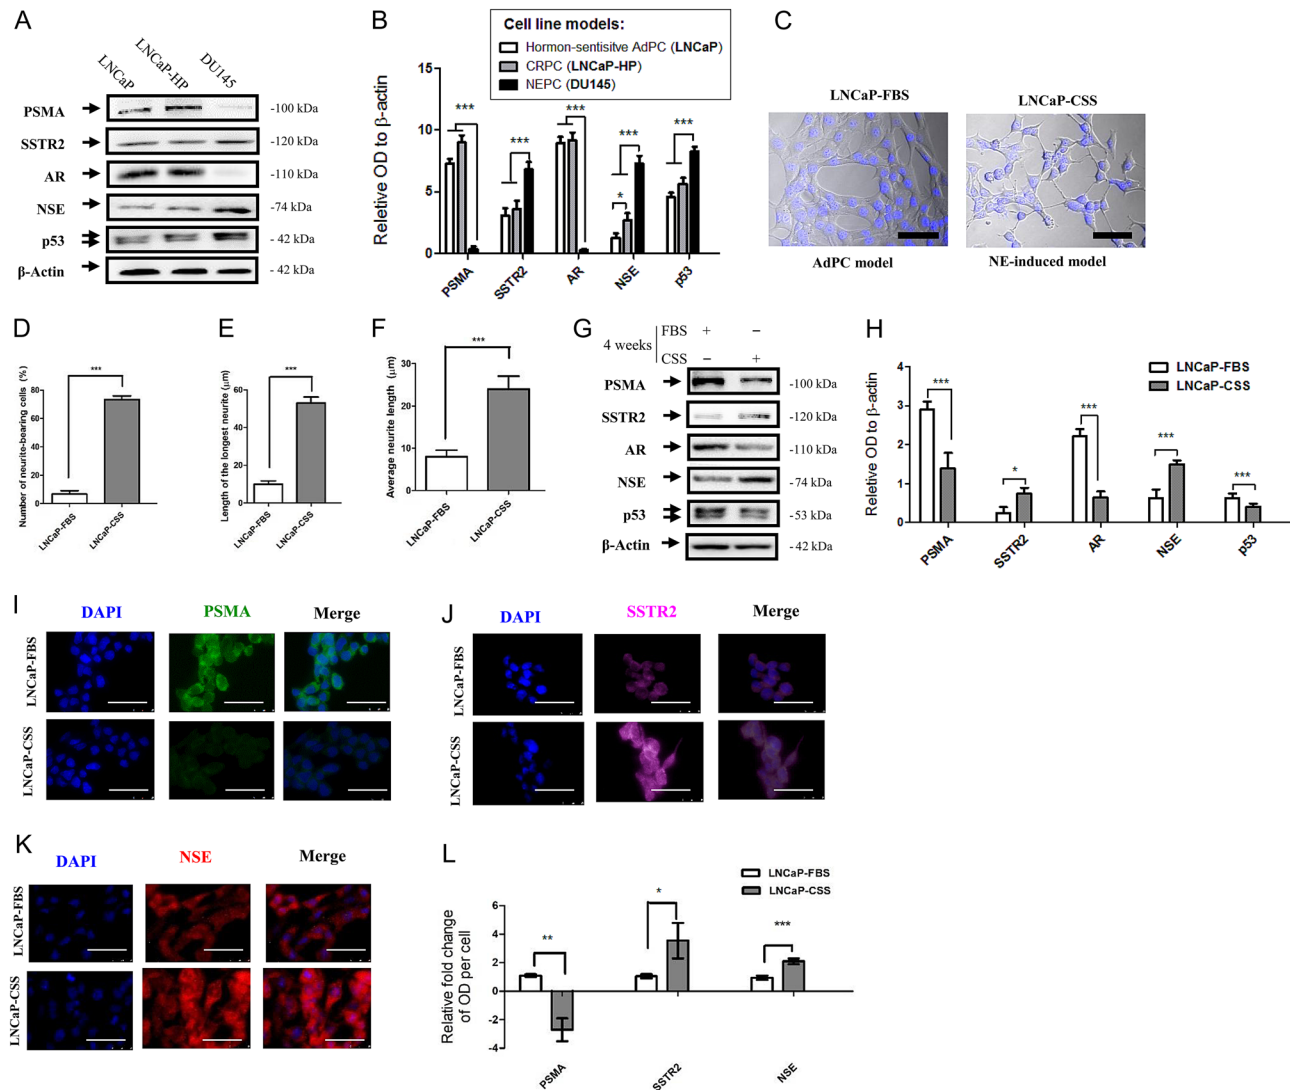 A
LNCaP
LNCaP-HP
DU145
PSMA
-100 kDa
SSTR2
-120 kDa
AR
-110 kDa
NSE
-74 kDa
p53
- 42 kDa
β-Actin
- 42 kDa
B
Cell line models:
Hormon-sentisitve AdPC (LNCaP)
CRPC (LNCaP-HP)
NEPC (DU145)
Reletive OD to β-actin
15
10
5
0
***
***
***
***
*
***
PSMA
SSTR2
AR
NSE
p53
C
LNCaP-FBS
LNCaP-CSS
AdPC model
NE-induced model
D
Number of neurite-bearing cells (%)
80
60
40
20
0
***
LNCaP-FBS
LNCaP-CSS
E
Length of the longest neurite (μm)
60
40
20
0
***
LNCaP-FBS
LNCaP-CSS
F
Average neurite length (μm)
30
20
10
0
***
LNCaP-FBS
LNCaP-CSS
G
4 weeks
FBS + –
CSS – +
PSMA
-100 kDa
SSTR2
-120 kDa
AR
-110 kDa
NSE
-74 kDa
p53
-53 kDa
β-Actin
- 42 kDa
H
LNCaP-FBS
LNCaP-CSS
Reletive OD to β-actin
4
3
2
1
0
***
*
***
***
***
PSMA
SSTR2
AR
NSE
p53
I
DAPI
PSMA
Merge
LNCaP-FBS
LNCaP-CSS
J
DAPI
SSTR2
Merge
LNCaP-FBS
LNCaP-CSS
K
DAPI
NSE
Merge
LNCaP-FBS
LNCaP-CSS
L
LNCaP-FBS
LNCaP-CSS
Relative fold change
of OD per cell
6
4
2
0
-2
-4
**
*
***
PSMA
SSTR2
NSE